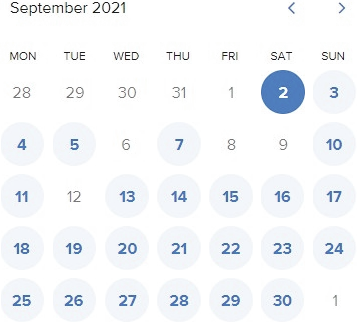 September 2021
MON TUE WED THU FRI SAT SUN
28 29 30 31 1 2 3
4 5 6 7 8 9 10
11 12 13 14 15 16 17
18 19 20 21 22 23 24
25 26 27 28 29 30 1